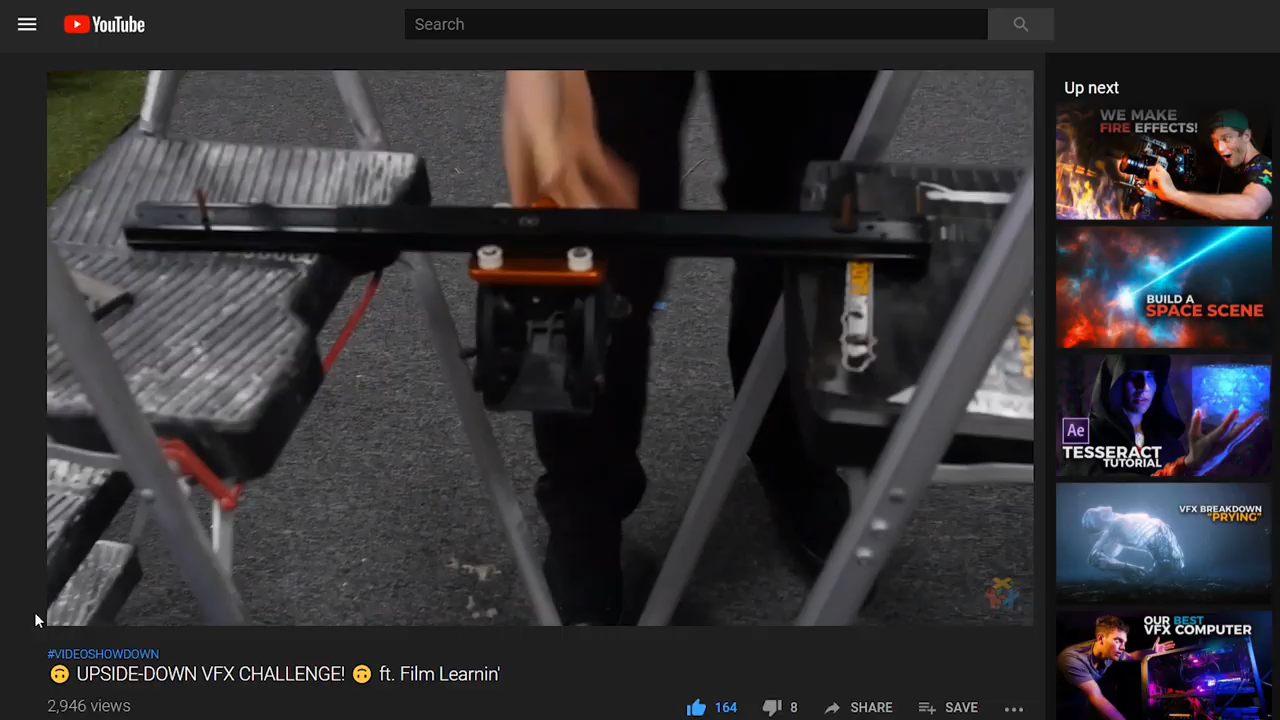 YouTube
Search
Up next
WE MAKE
FIRE EFFECTS!
BUILD A
SPACE SCENE
Ae
TESSERACT
TUTORIAL
VFX BREAKDOWN
"PRYING"
OUR BEST
VFX COMPUTER
#VIDEOSHOWDOWN
🙃 UPSIDE-DOWN VFX CHALLENGE! 🙃 ft. Film Learnin'
2,946 views
164
8
SHARE
SAVE